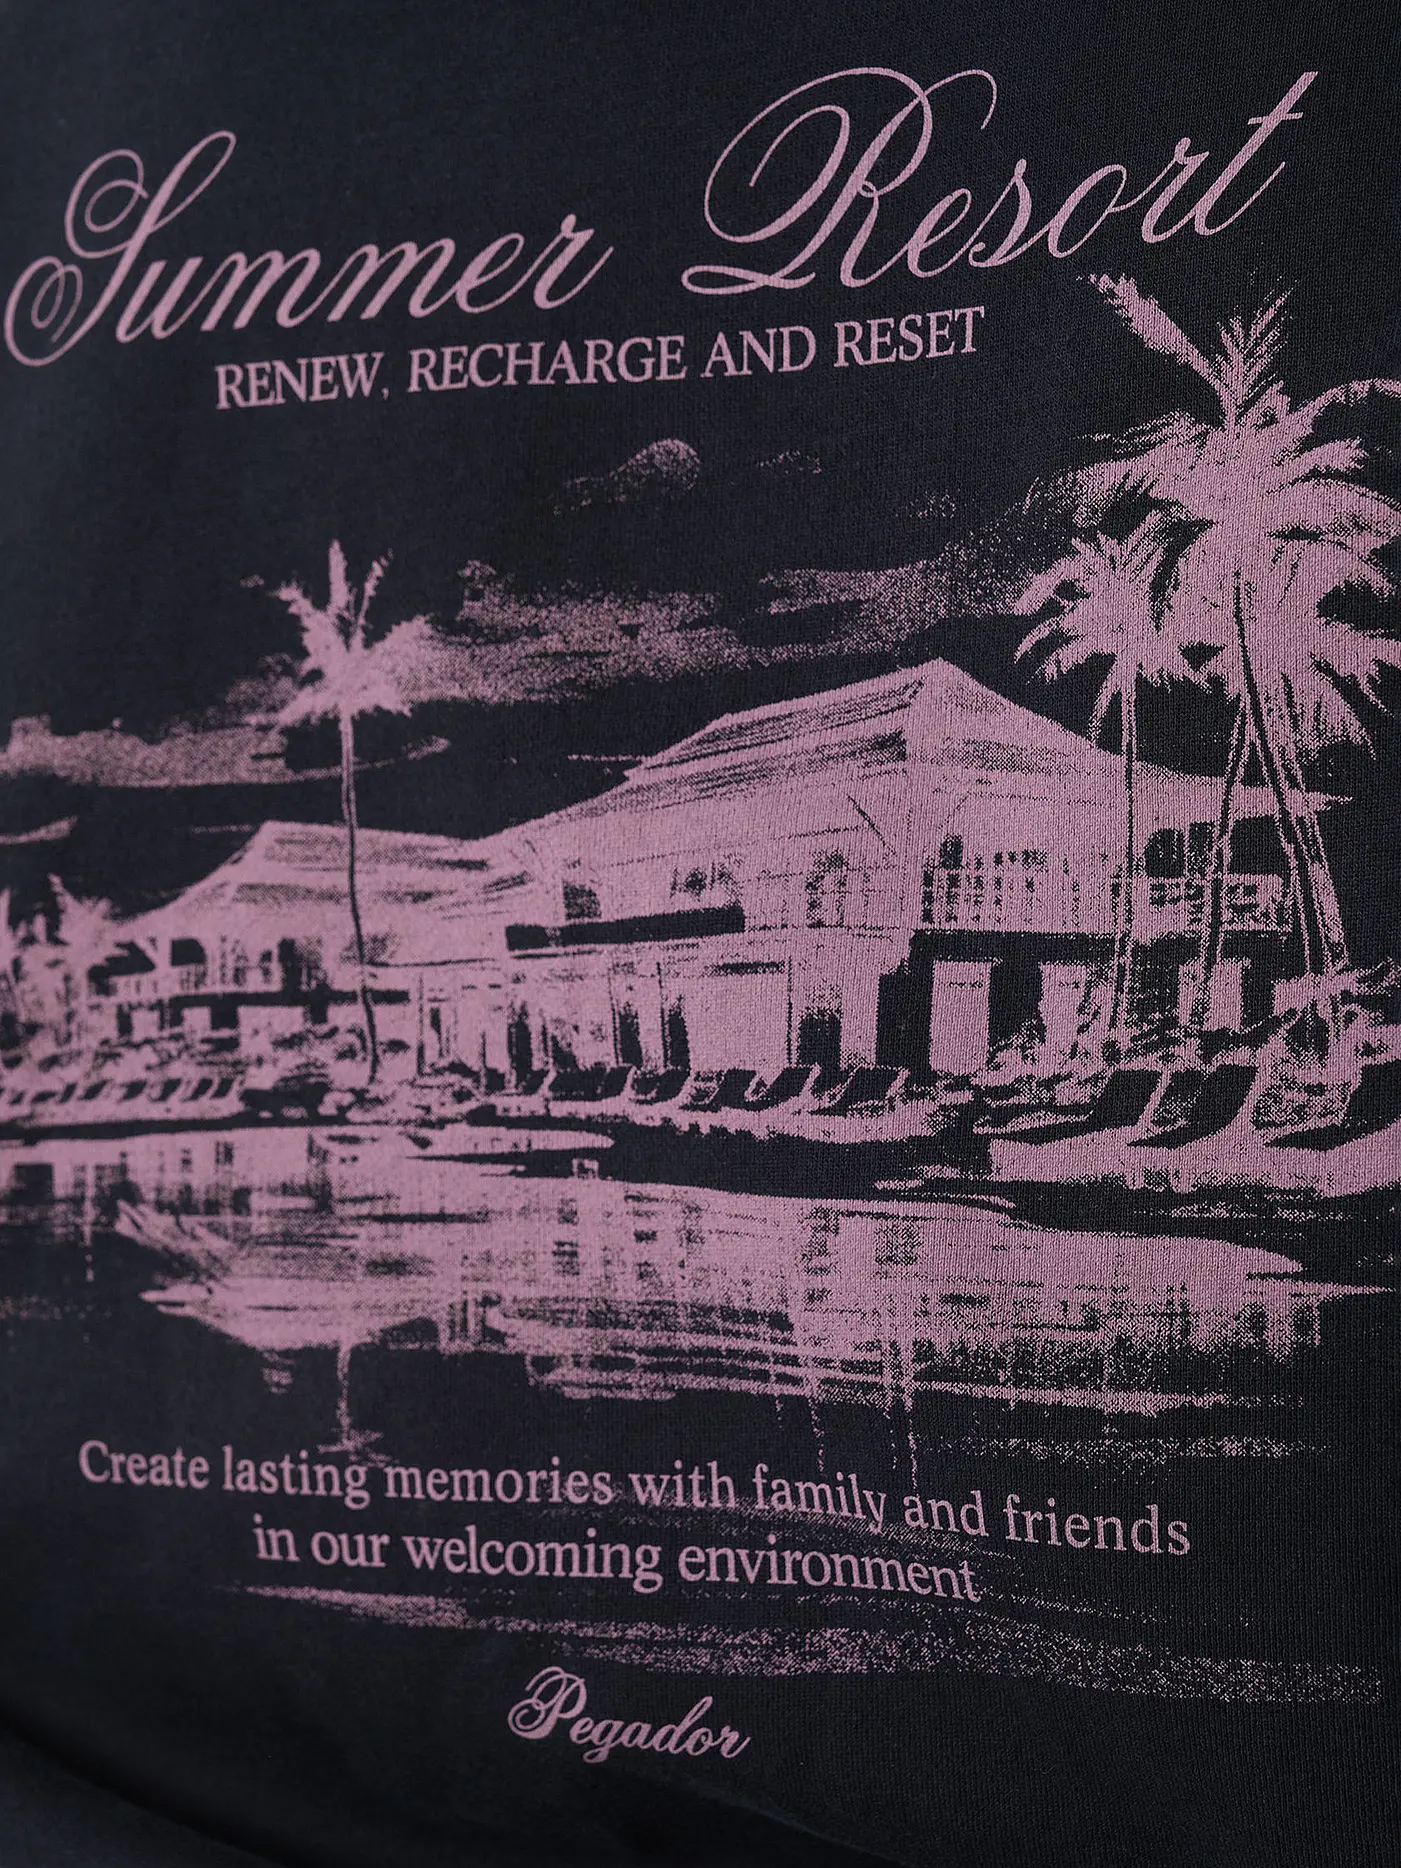 Summer Resort
RENEW, RECHARGE AND RESET
Create lasting memories with family and friends
in our welcoming environment
Pegador